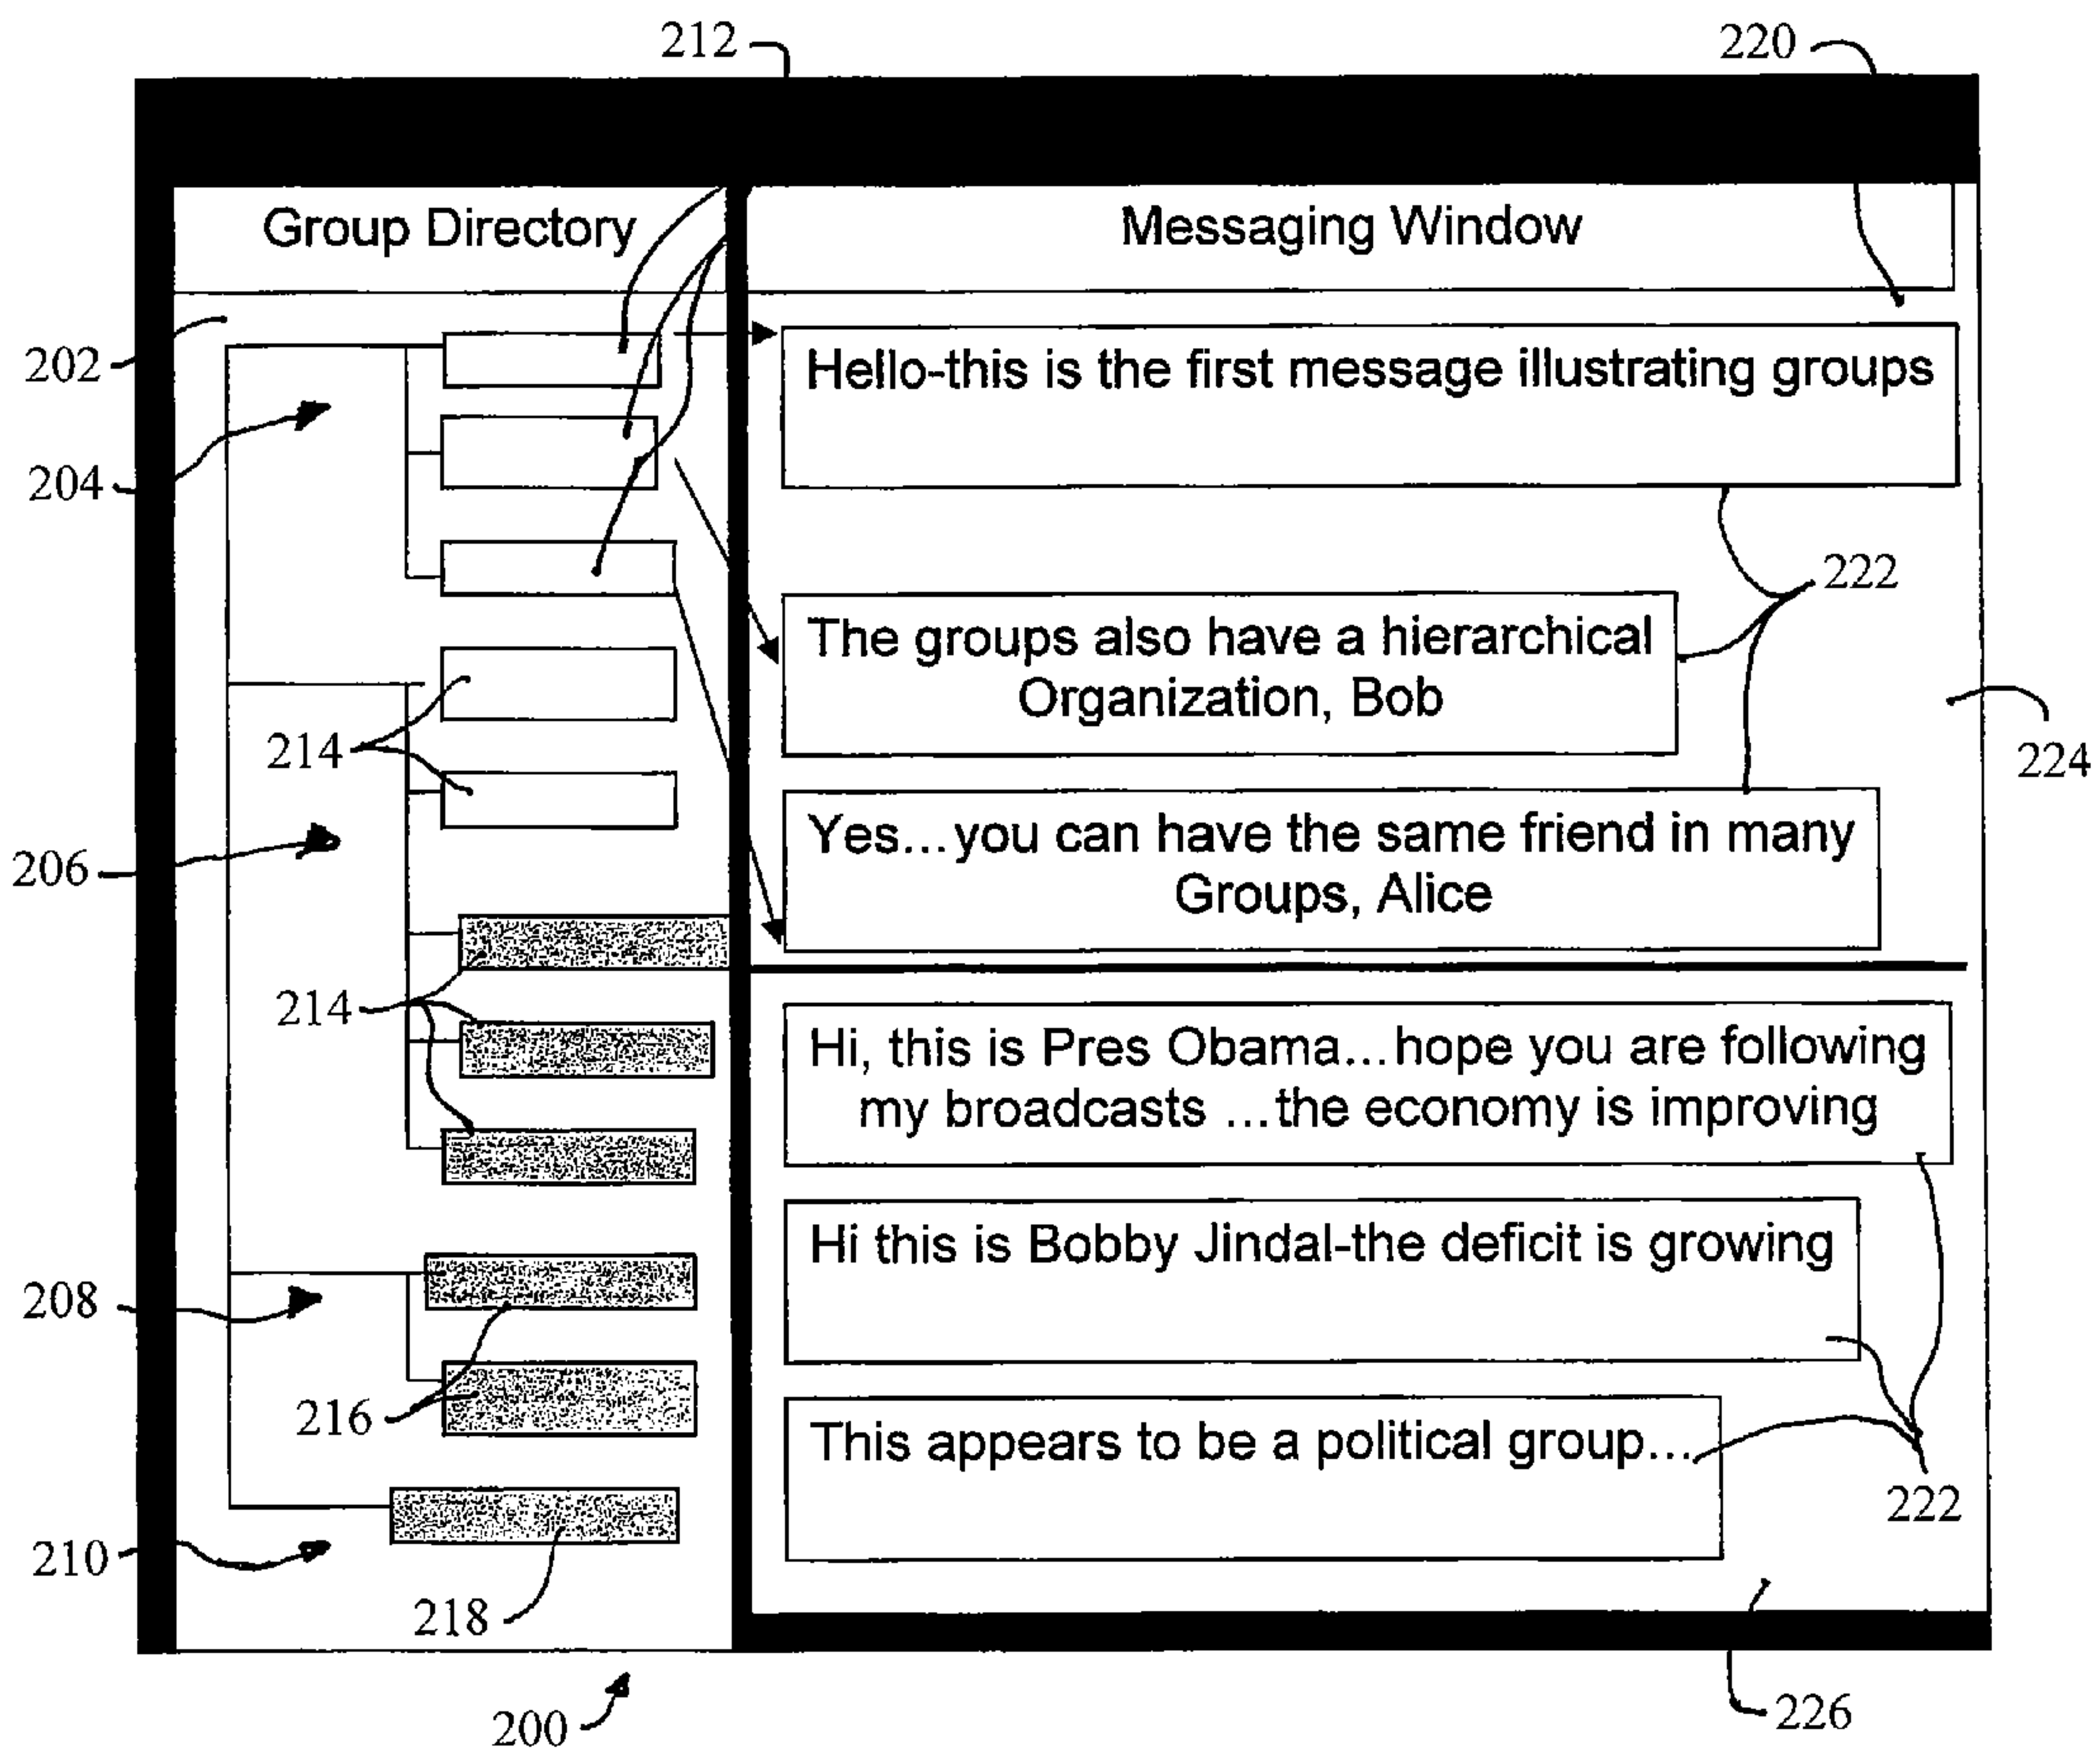 212
220
Group Directory
Messaging Window
202
Hello-this is the first message illustrating groups
204
222
The groups also have a hierarchical
Organization, Bob
214
224
Yes...you can have the same friend in many
Groups, Alice
206
214
Hi, this is Pres Obama...hope you are following
my broadcasts ...the economy is improving
Hi this is Bobby Jindal-the deficit is growing
208
216
This appears to be a political group...
222
210
218
200
226